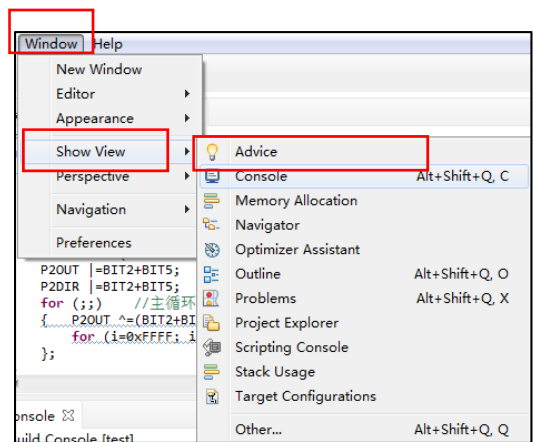 Window Help
New Window
Editor
Appearance
Show View
Perspective
Navigation
Preferences
Advice
Console Alt+Shift+Q, C
Memory Allocation
Navigator
Optimizer Assistant
Outline Alt+Shift+Q, O
Problems Alt+Shift+Q, X
Project Explorer
Scripting Console
Stack Usage
Target Configurations
Other... Alt+Shift+Q, Q
P2OUT |=BIT2+BIT5;
P2DIR |=BIT2+BIT5;
for (;;) //主循环
{ P2OUT ^=(BIT2+BI
for (i=0xFFFF; i
};
onsole
uild Console [test]